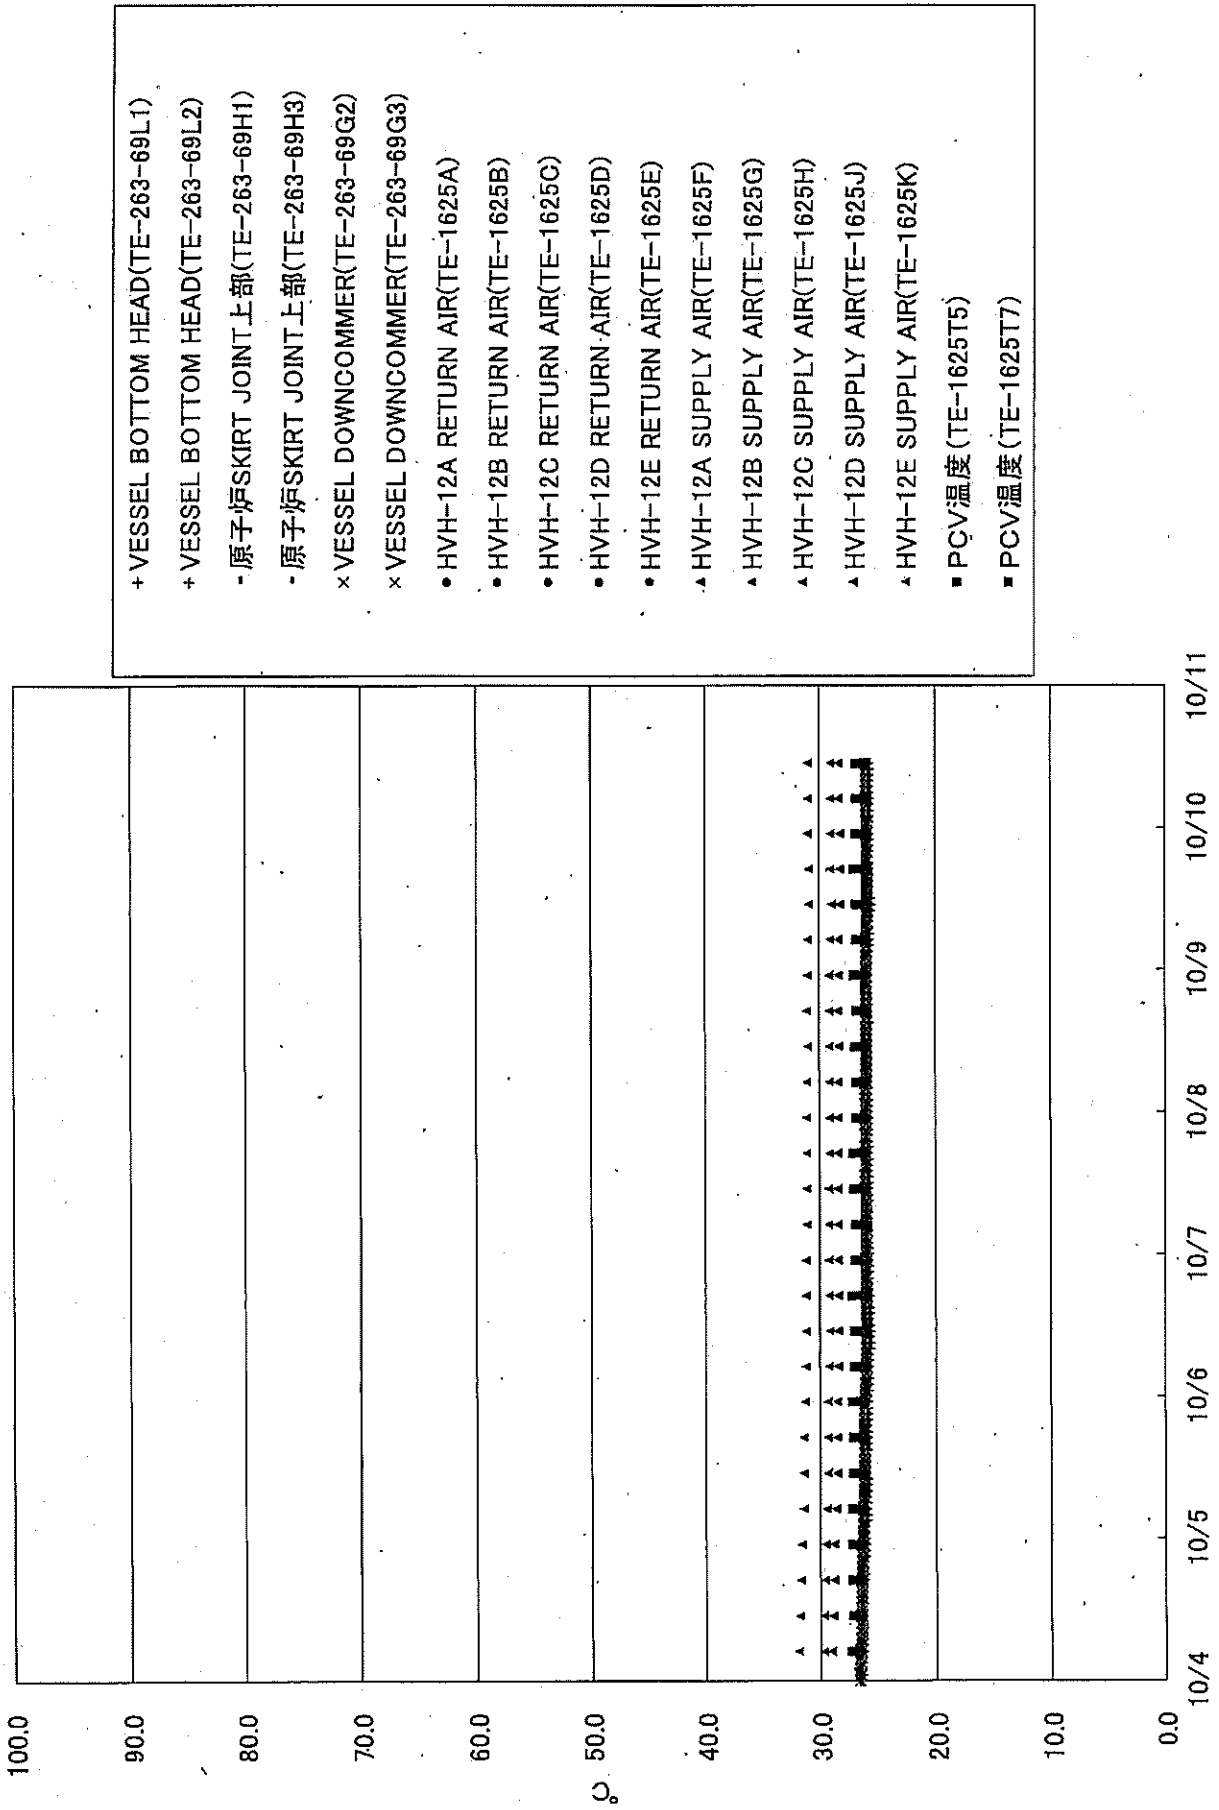 100.0
90.0
80.0
70.0
60.0
50.0
40.0
30.0
20.0
10.0
0.0
℃
10/4
10/5
10/6
10/7
10/8
10/9
10/10
10/11
+ VESSEL BOTTOM HEAD(TE-263-69L1)
+ VESSEL BOTTOM HEAD(TE-263-69L2)
- 原子炉SKIRT JOINT上部(TE-263-69H1)
- 原子炉SKIRT JOINT上部(TE-263-69H3)
× VESSEL DOWNCOMMER(TE-263-69G2)
× VESSEL DOWNCOMMER(TE-263-69G3)
● HVH-12A RETURN AIR(TE-1625A)
● HVH-12B RETURN AIR(TE-1625B)
● HVH-12C RETURN AIR(TE-1625C)
● HVH-12D RETURN AIR(TE-1625D)
● HVH-12E RETURN AIR(TE-1625E)
▲ HVH-12A SUPPLY AIR(TE-1625F)
▲ HVH-12B SUPPLY AIR(TE-1625G)
▲ HVH-12C SUPPLY AIR(TE-1625H)
▲ HVH-12D SUPPLY AIR(TE-1625J)
▲ HVH-12E SUPPLY AIR(TE-1625K)
■ PCV温度(TE-1625T5)
■ PCV温度(TE-1625T7)